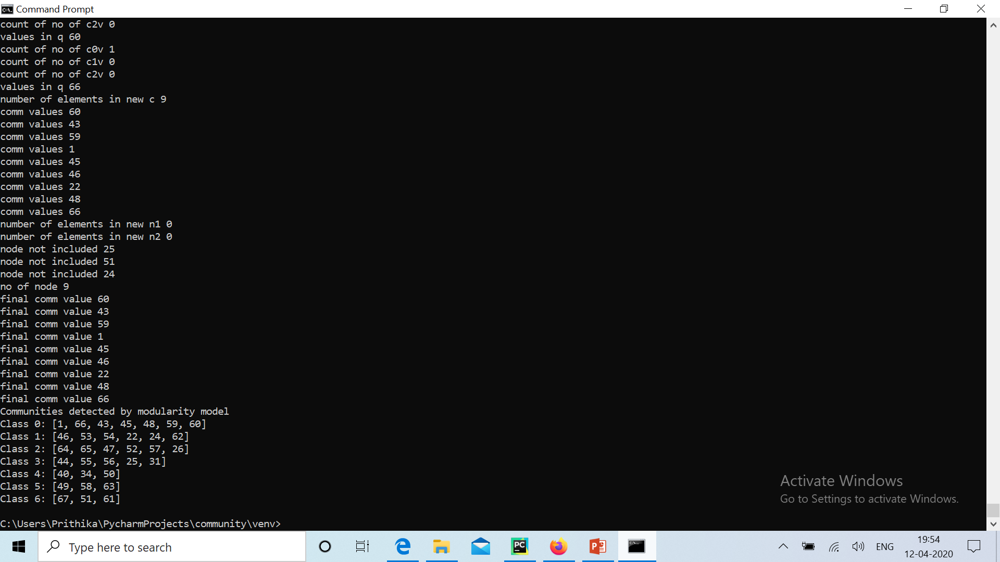 Command Prompt
count of no of c2v 0
values in q 60
count of no of c0v 1
count of no of c1v 0
count of no of c2v 0
values in q 66
number of elements in new c 9
comm values 60
comm values 43
comm values 59
comm values 1
comm values 45
comm values 46
comm values 22
comm values 48
comm values 66
number of elements in new n1 0
number of elements in new n2 0
node not included 25
node not included 51
node not included 24
no of node 9
final comm value 60
final comm value 43
final comm value 59
final comm value 1
final comm value 45
final comm value 46
final comm value 22
final comm value 48
final comm value 66
Communities detected by modularity model
Class 0: [1, 66, 43, 45, 48, 59, 60]
Class 1: [46, 53, 54, 22, 24, 62]
Class 2: [64, 65, 47, 52, 57, 26]
Class 3: [44, 55, 56, 25, 31]
Class 4: [40, 34, 50]
Class 5: [49, 58, 63]
Class 6: [67, 51, 61]
C:\Users\Prithika\PycharmProjects\community\venv>
Activate Windows
Go to Settings to activate Windows.
Type here to search
PC
ENG
19:54
12-04-2020